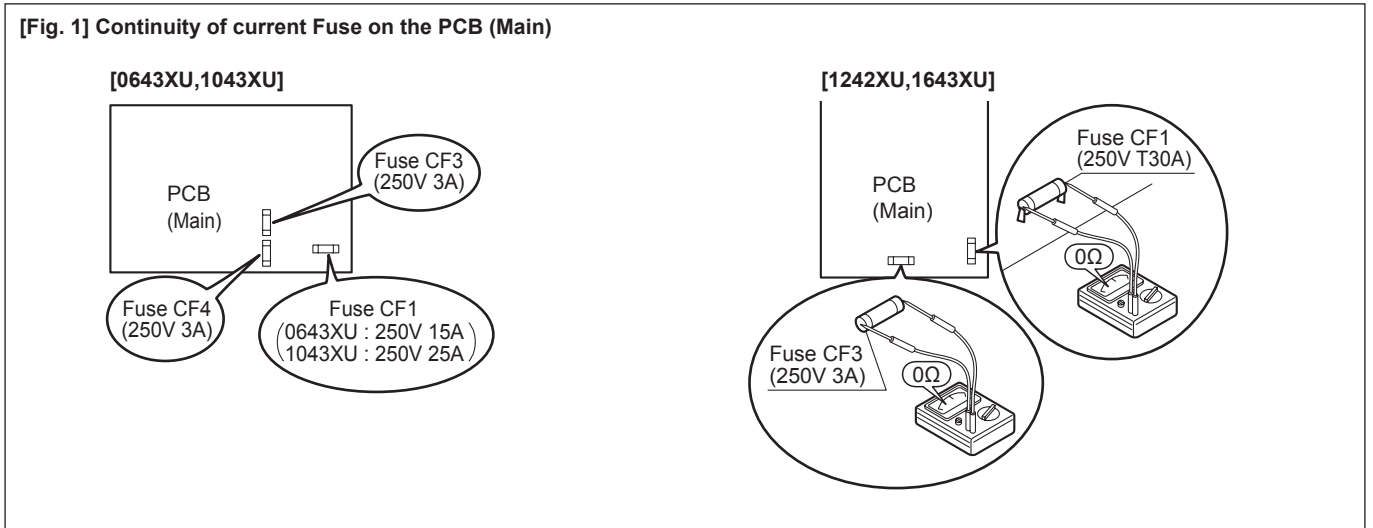 [Fig. 1] Continuity of current Fuse on the PCB (Main)
[0643XU,1043XU]
PCB
(Main)
Fuse CF3
(250V 3A)
Fuse CF4
(250V 3A)
Fuse CF1
(0643XU : 250V 15A
1043XU : 250V 25A)
[1242XU,1643XU]
PCB
(Main)
Fuse CF1
(250V T30A)
0Ω
Fuse CF3
(250V 3A)
0Ω